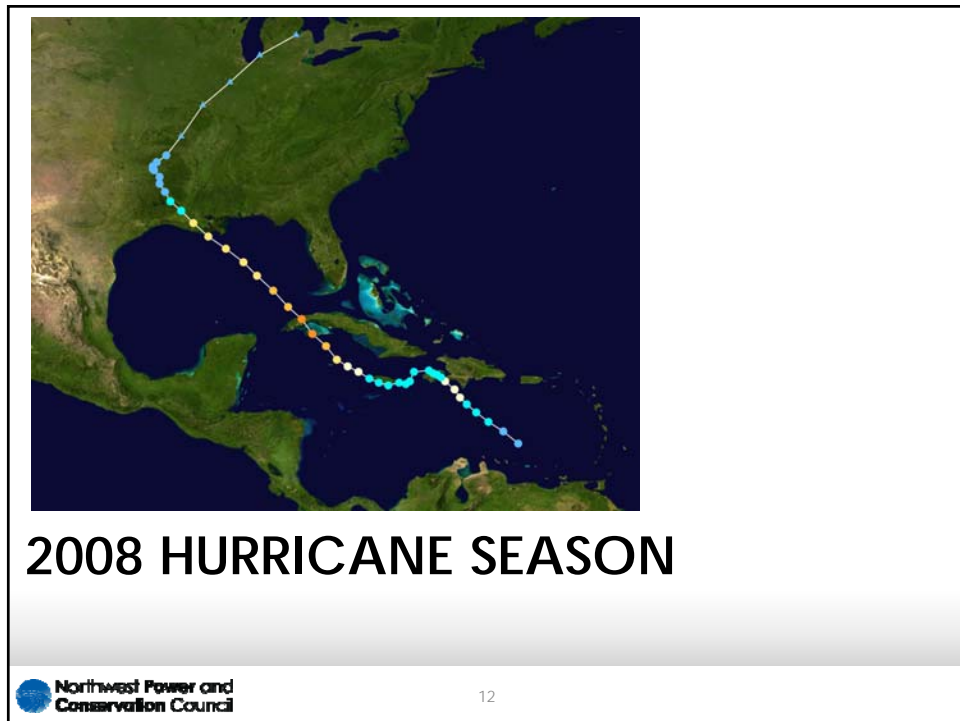 2008 HURRICANE SEASON
Northwest Power and
Conservation Council
12